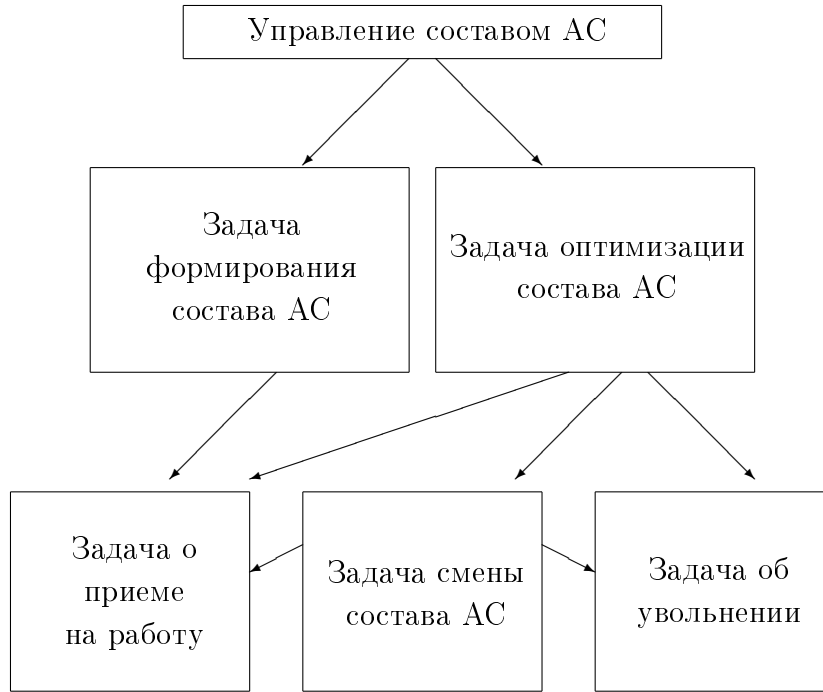 Управление составом АС
Задача
формирования
состава АС
Задача оптимизации
состава АС
Задача о
приеме
на работу
Задача смены
состава АС
Задача об
увольнении